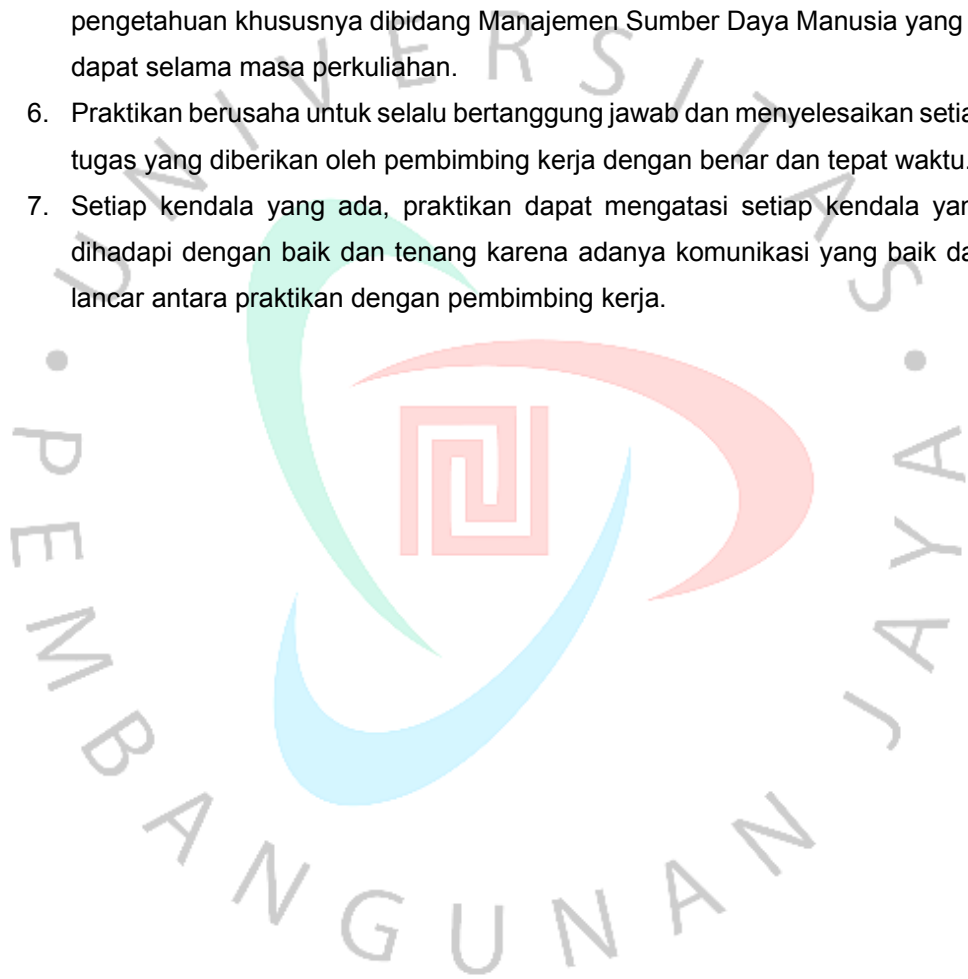 pengetahuan khususnya dibidang Manajemen Sumber Daya Manusia yang
dapat selama masa perkuliahan.
6. Praktikan berusaha untuk selalu bertanggung jawab dan menyelesaikan
tugas yang diberikan oleh pembimbing kerja dengan benar dan tepat waktu.
7. Setiap kendala yang ada, praktikan dapat mengatasi setiap kendala
dihadapi dengan baik dan tenang karena adanya komunikasi yang baik
lancar antara praktikan dengan pembimbing kerja.
UNIVERSITAS
PEMBANGUNAN JAYA